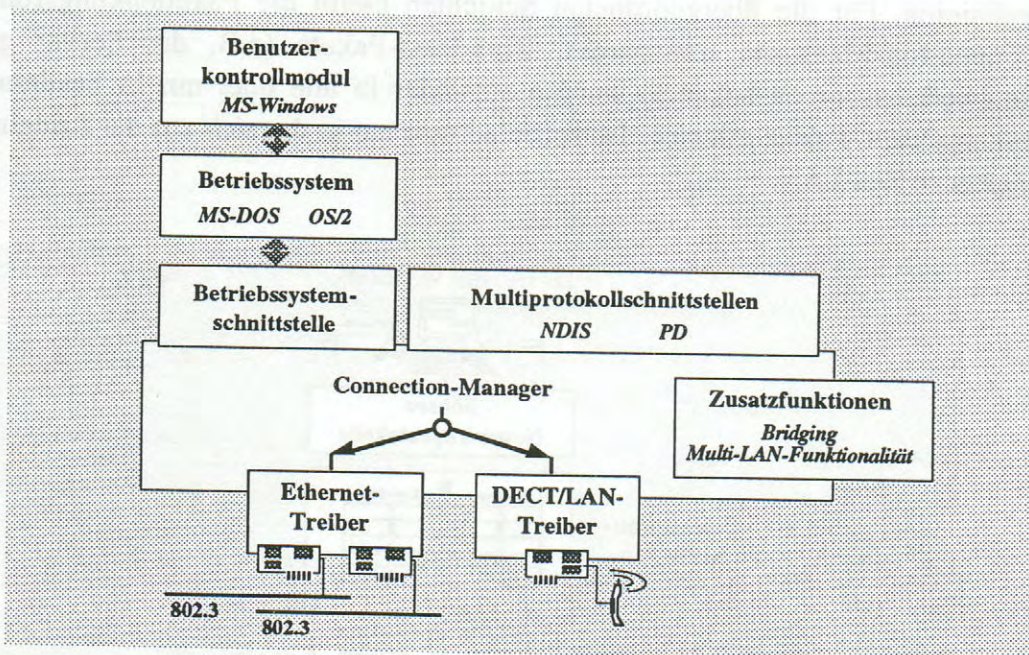 Benutzer-
kontrollmodul
MS-Windows
Betriebssystem
MS-DOS OS/2
Betriebssystem-
schnittstelle
Multiprotokollschnittstellen
NDIS PD
Connection-Manager
Zusatzfunktionen
Bridging
Multi-LAN-Funktionalität
Ethernet-
Treiber
DECT/LAN-
Treiber
802.3
802.3